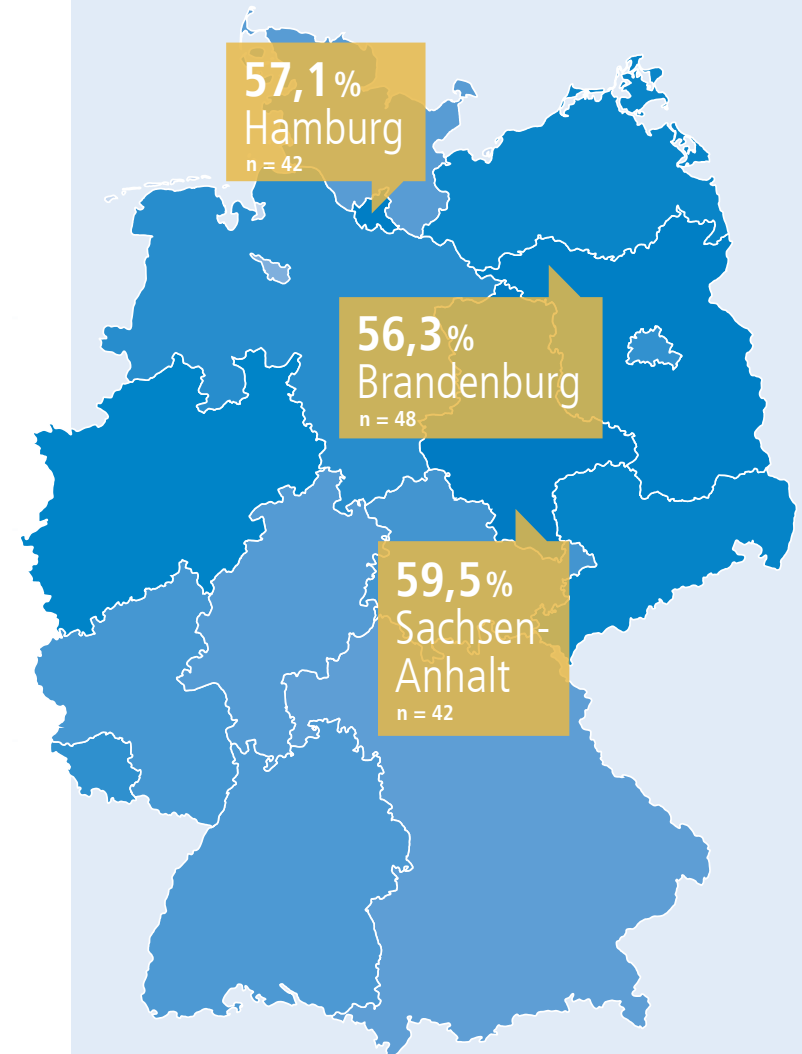 57,1 %
Hamburg
n = 42
56,3 %
Brandenburg
n = 48
59,5 %
Sachsen-
Anhalt
n = 42